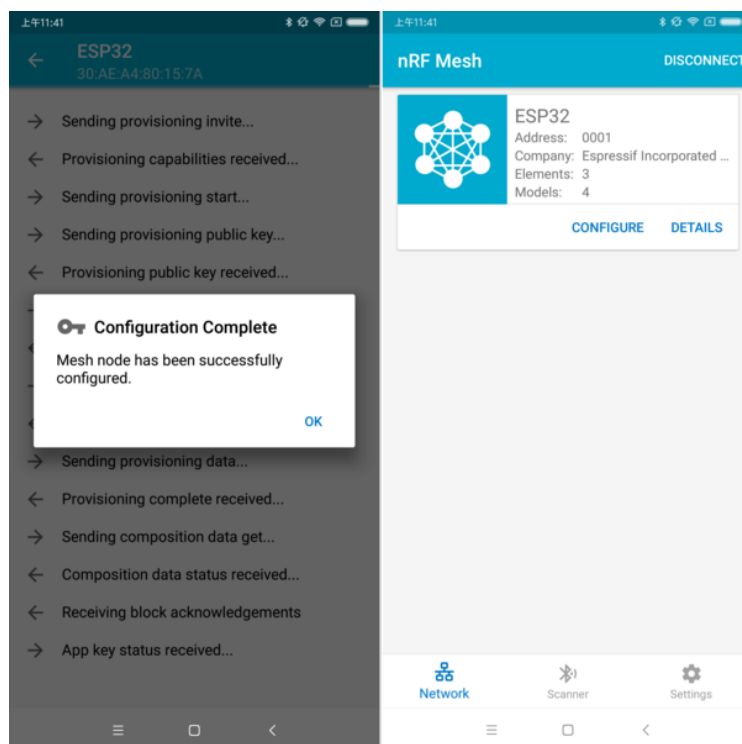 上午11:41
ESP32
30:AE:A4:80:15:7A
Sending provisioning invite...
Provisioning capabilities received...
Sending provisioning start...
Sending provisioning public key...
Provisioning public key received...
Configuration Complete
Mesh node has been successfully
configured.
OK
Sending provisioning data...
Provisioning complete received...
Sending composition data get...
Composition data status received...
Receiving block acknowledgements
App key status received...
上午11:41
nRF Mesh
DISCONNECT
ESP32
Address: 0001
Company: Espressif Incorporated ...
Elements: 3
Models: 4
CONFIGURE DETAILS
Network Scanner Settings